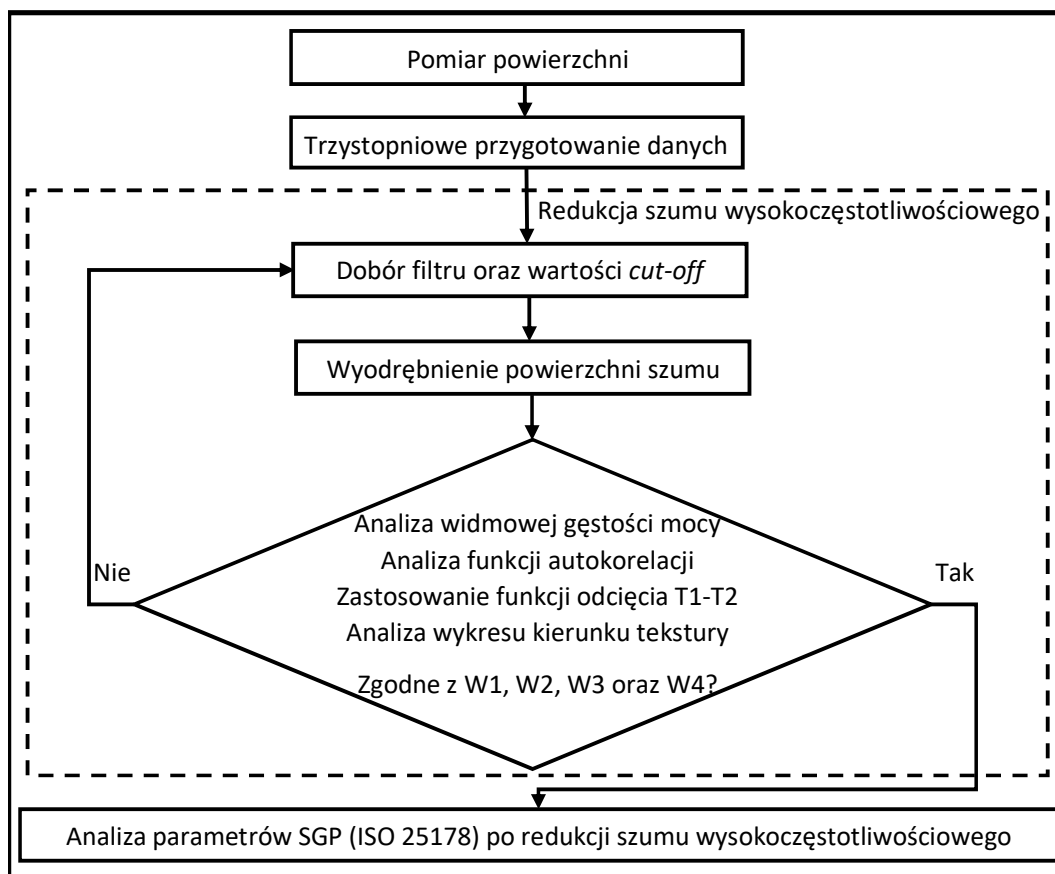 Pomiar powierzchni
Trzystopniowe przygotowanie danych
Redukcja szumu wysokoczęstotliwościowego
Dobór filtru oraz wartości cut-off
Wyodrębnienie powierzchni szumu
Analiza widmowej gęstości mocy
Analiza funkcji autokorelacji
Nie
Tak
Zastosowanie funkcji odcięcia T1-T2
Analiza wykresu kierunku tekstury
Zgodne z W1, W2, W3 oraz W4?
Analiza parametrów SGP (ISO 25178) po redukcji szumu wysokoczęstotliwościowego